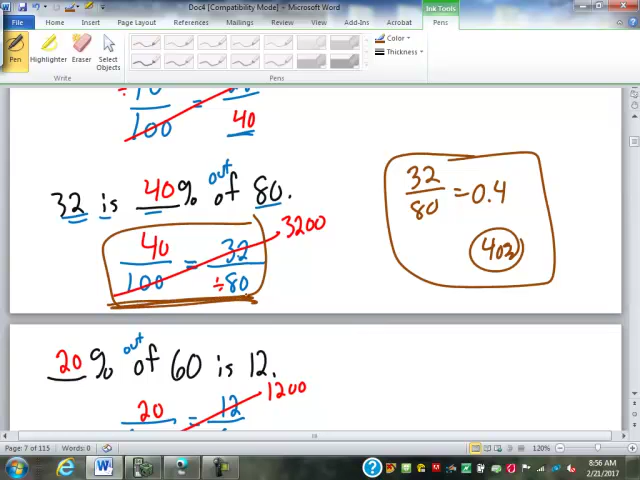 Doc4 [Compatibility Mode] - Microsoft Word
Ink Tools
File Home Insert Page Layout References Mailings Review View Add-Ins Acrobat Pens
Pen Highlighter Eraser Select Objects
Color
Thickness
Write
Pens
÷
100
=
40
32 is 40% out of 80.
40/100 = 32/÷80
3200
32/80 = 0.4
20% out of 60 is 12.
20 = 12
1200
Page: 7 of 115 Words: 0
120%
8:56 AM
2/21/2017